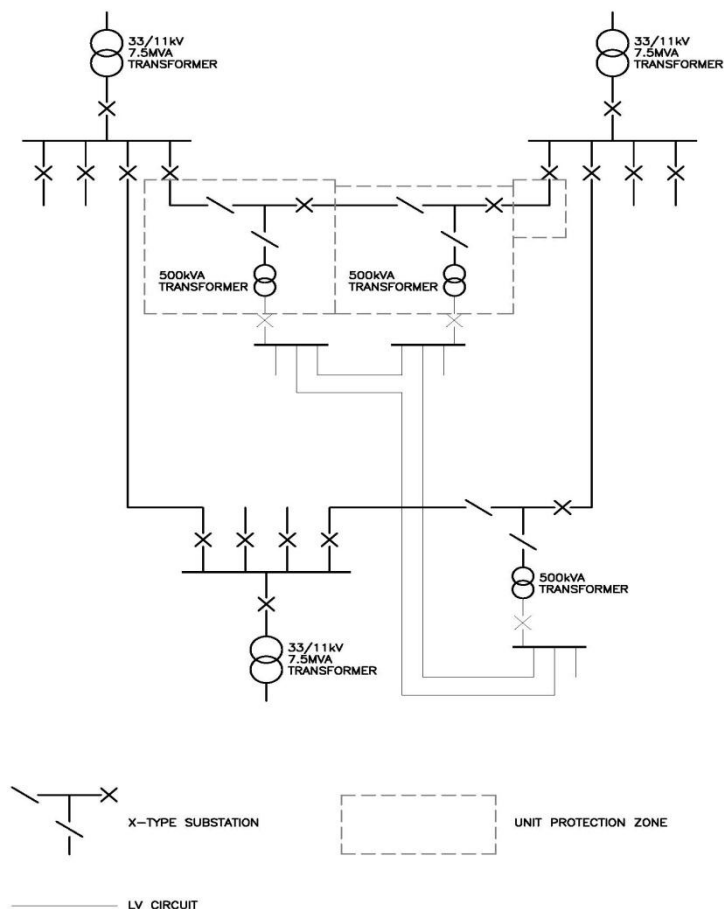 33/11kV
7.5MVA
TRANSFORMER
33/11kV
7.5MVA
TRANSFORMER
500kVA
TRANSFORMER
500kVA
TRANSFORMER
500kVA
TRANSFORMER
33/11kV
7.5MVA
TRANSFORMER
X-TYPE SUBSTATION
UNIT PROTECTION ZONE
LV CIRCUIT